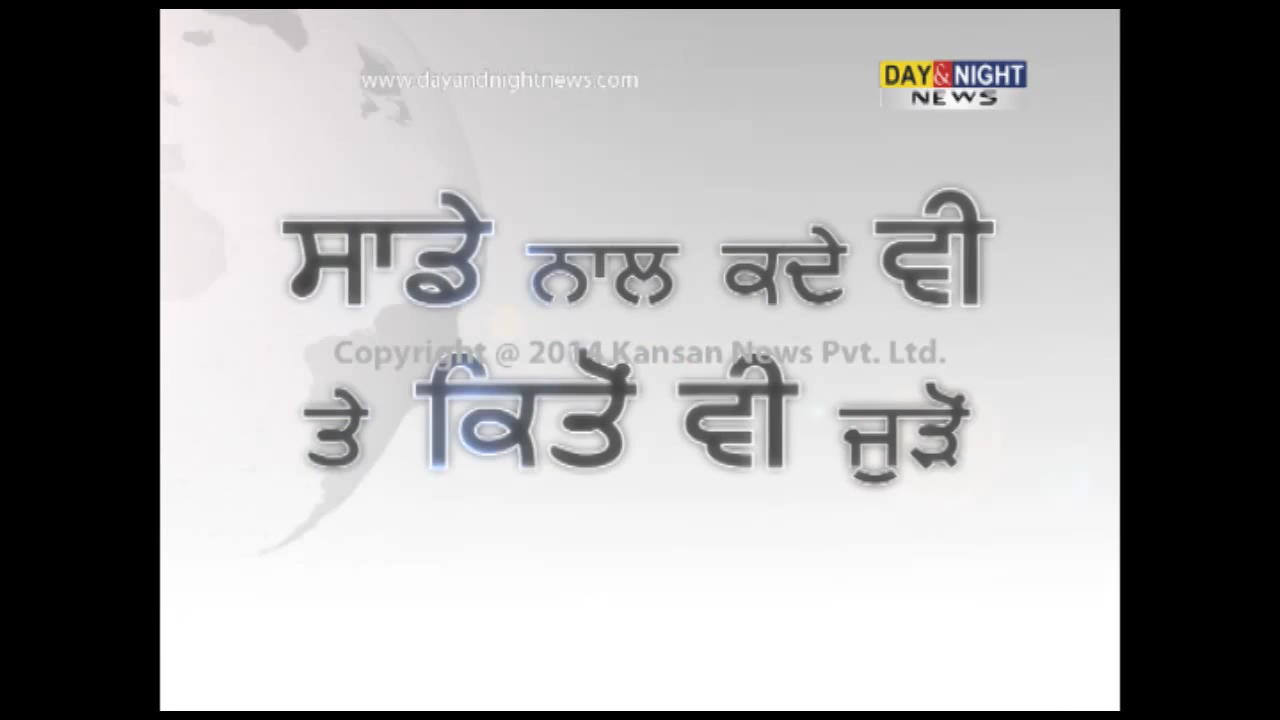 www.dayandnightnews.com
DAY&NIGHT
NEWS
ਸਾਡੇ ਨਾਲ ਕਦੇ ਵੀ
Copyright @ 2014 Kansan News Pvt. Ltd.
ਤੇ ਕਿਤੋਂ ਵੀ ਜੁੜੋਂ